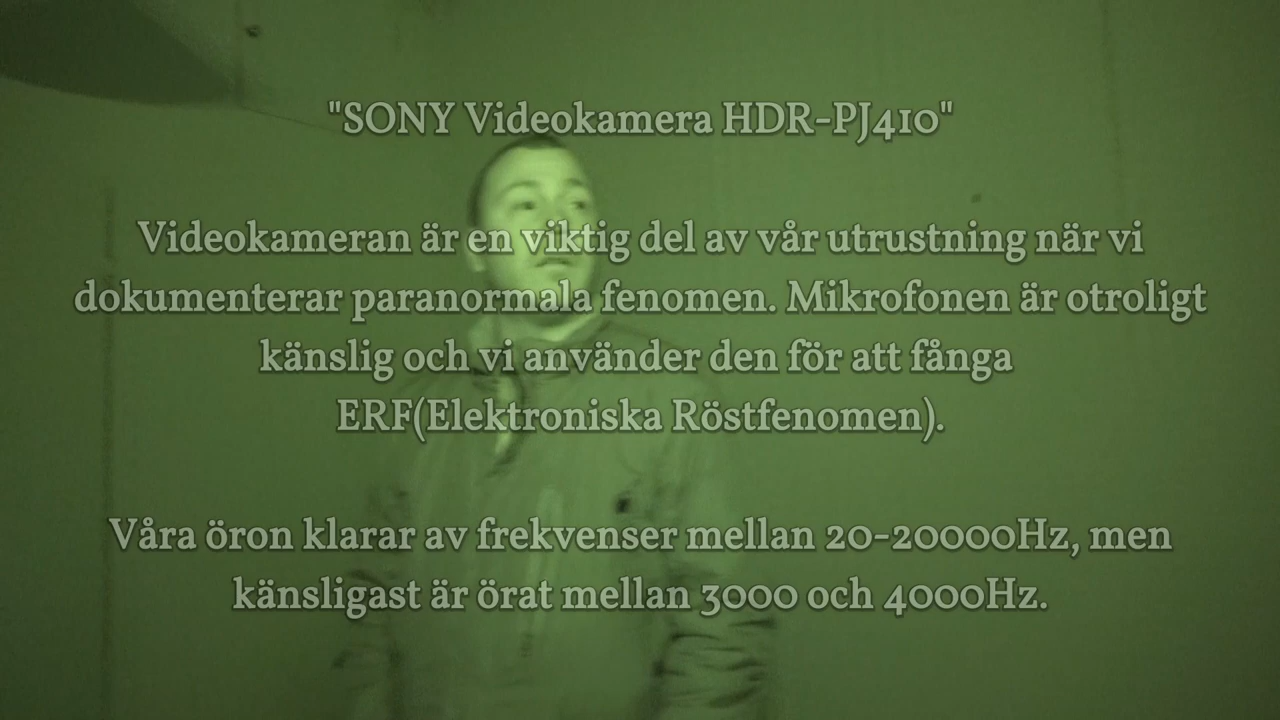 "SONY Videokamera HDR-PJ410"
Videokameran är en viktig del av vår utrustning när vi
dokumenterar paranormala fenomen. Mikrofonen är otroligt
känslig och vi använder den för att fånga
ERF(Elektroniska Röstfenomen).
Våra öron klarar av frekvenser mellan 20-20000Hz, men
känsligast är örat mellan 3000 och 4000Hz.